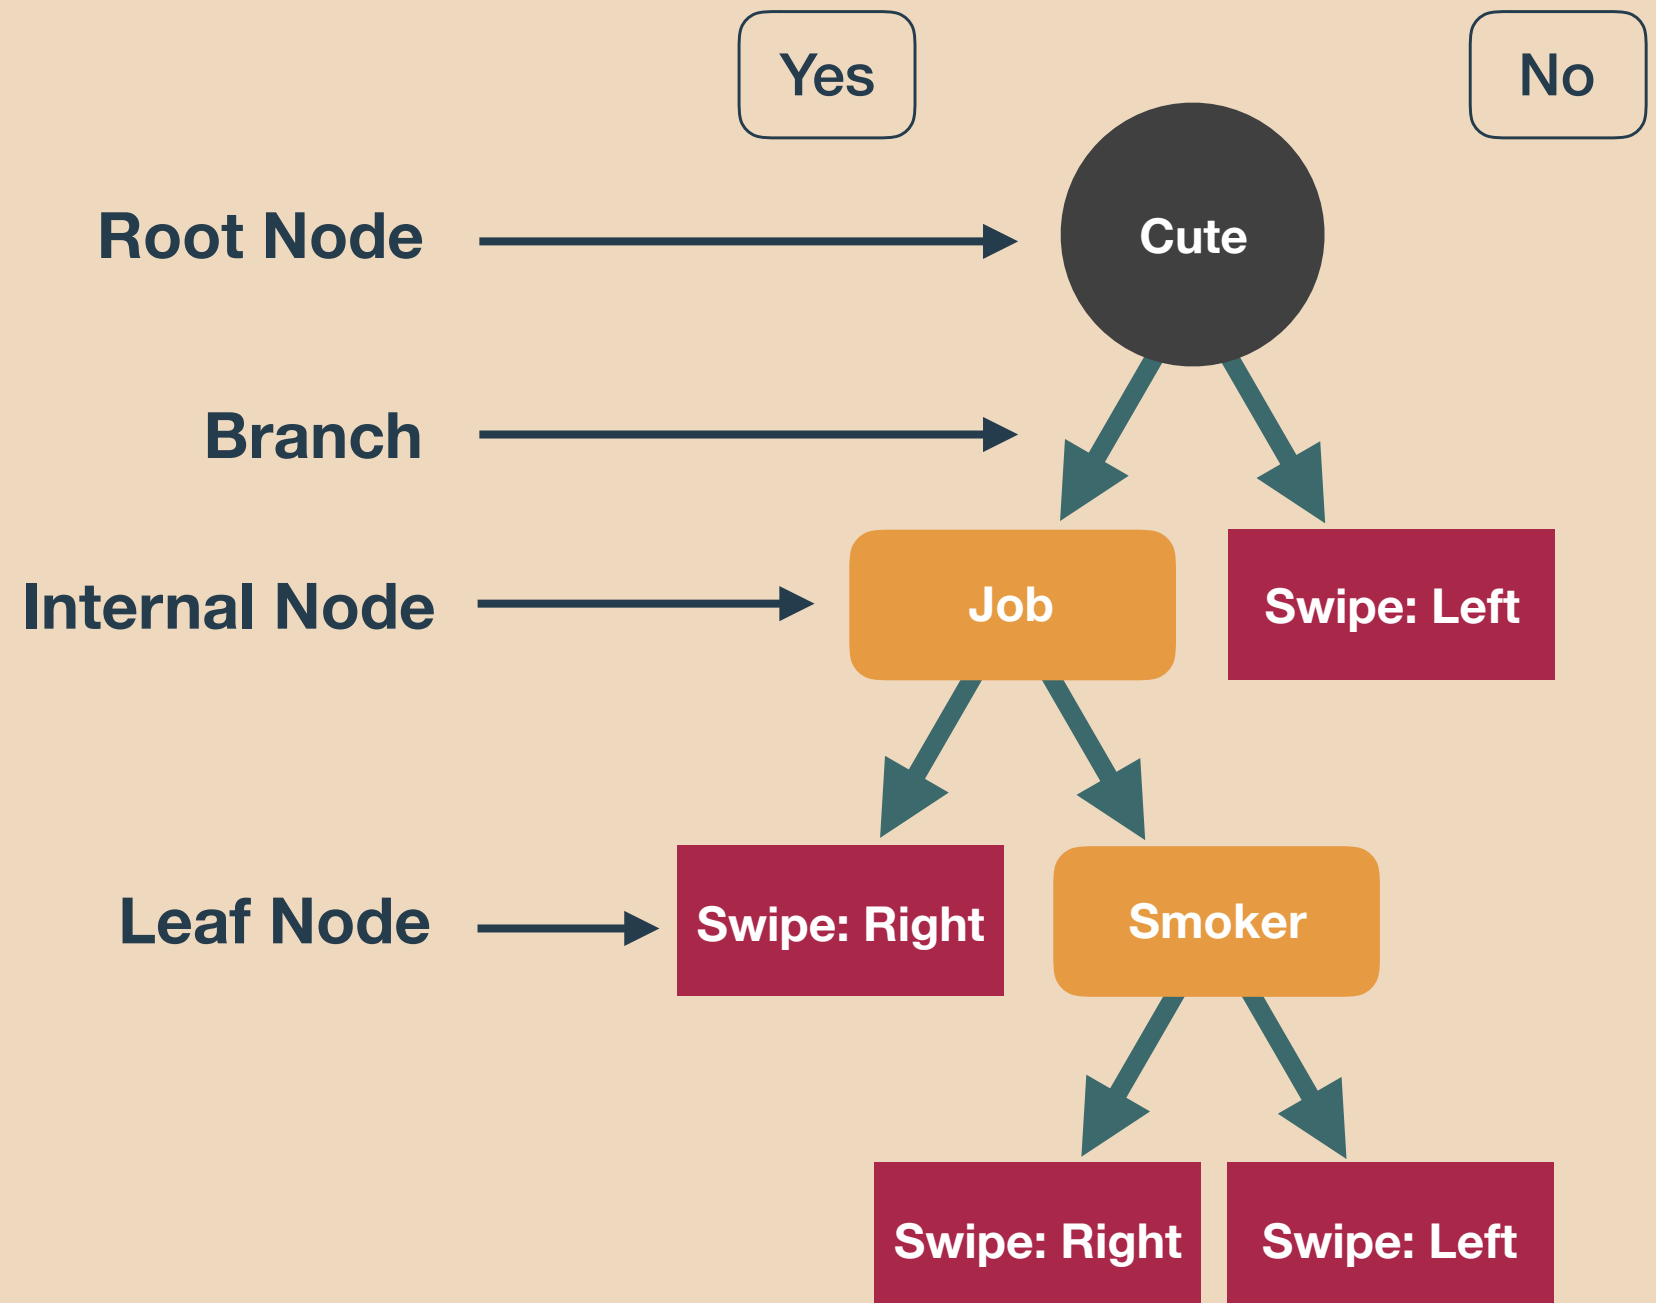 Yes
No
Root Node
Cute
Branch
Internal Node
Job
Swipe: Left
Leaf Node
Swipe: Right
Smoker
Swipe: Right
Swipe: Left